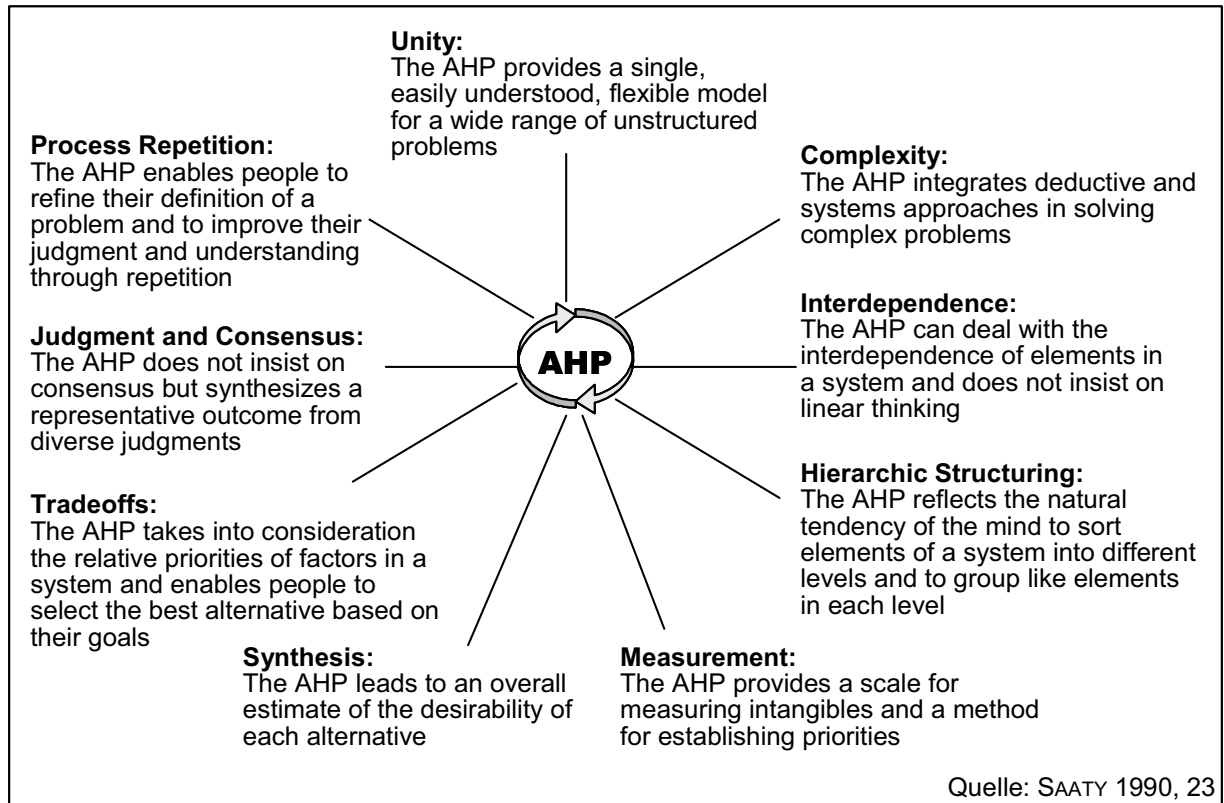 Unity:
The AHP provides a single,
easily understood, flexible model
for a wide range of unstructured
problems
Complexity:
The AHP integrates deductive and
systems approaches in solving
complex problems
Interdependence:
The AHP can deal with the
interdependence of elements in
a system and does not insist on
linear thinking
Hierarchic Structuring:
The AHP reflects the natural
tendency of the mind to sort
elements of a system into different
levels and to group like elements
in each level
Measurement:
The AHP provides a scale for
measuring intangibles and a method
for establishing priorities
Synthesis:
The AHP leads to an overall
estimate of the desirability of
each alternative
Tradeoffs:
The AHP takes into consideration
the relative priorities of factors in a
system and enables people to
select the best alternative based on
their goals
Judgment and Consensus:
The AHP does not insist on
consensus but synthesizes a
representative outcome from
diverse judgments
Process Repetition:
The AHP enables people to
refine their definition of a
problem and to improve their
judgment and understanding
through repetition
AHP
Quelle: SAATY 1990, 23